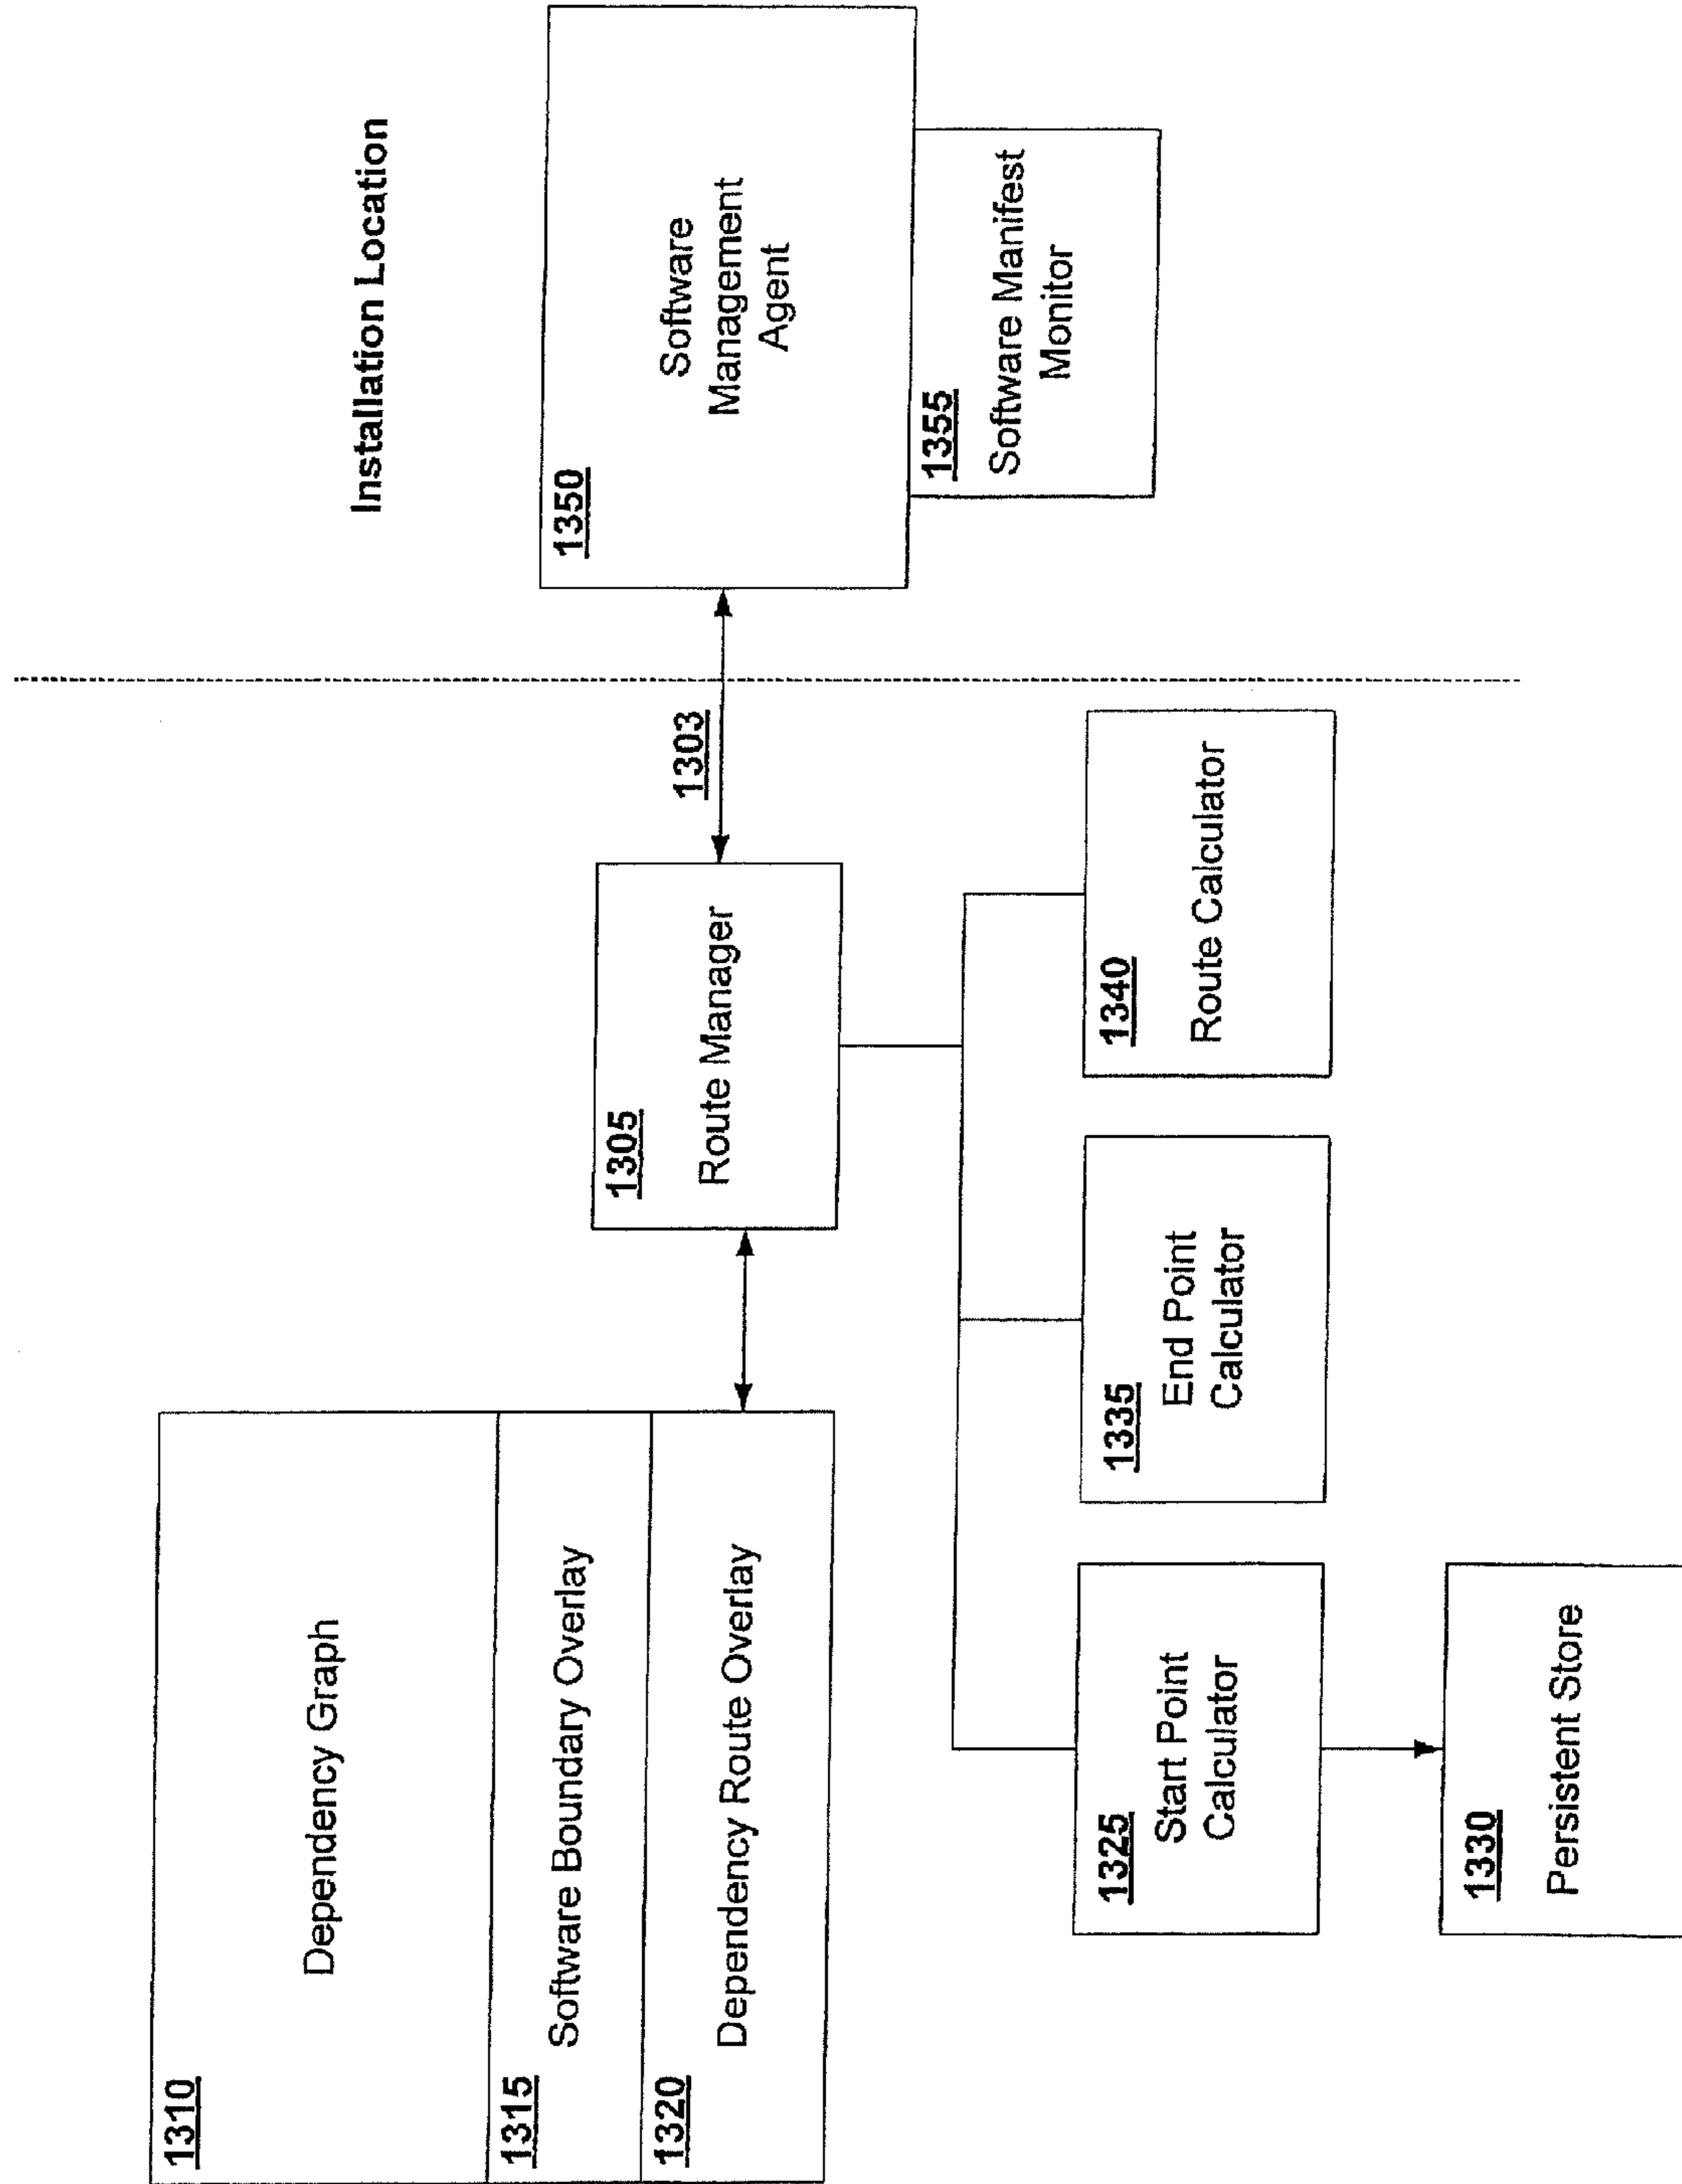 Installation Location
1310
Dependency Graph
1315
Software Boundary Overlay
1320
Dependency Route Overlay
1305
Route Manager
1303
1350
Software
Management
Agent
1355
Software Manifest
Monitor
1325
Start Point
Calculator
1335
End Point
Calculator
1340
Route Calculator
1330
Persistent Store